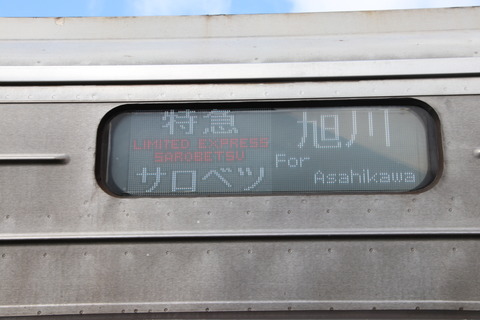 特急
LIMITED EXPRESS
SAROBETSU
サロベツ
旭川
For
Asahikawa